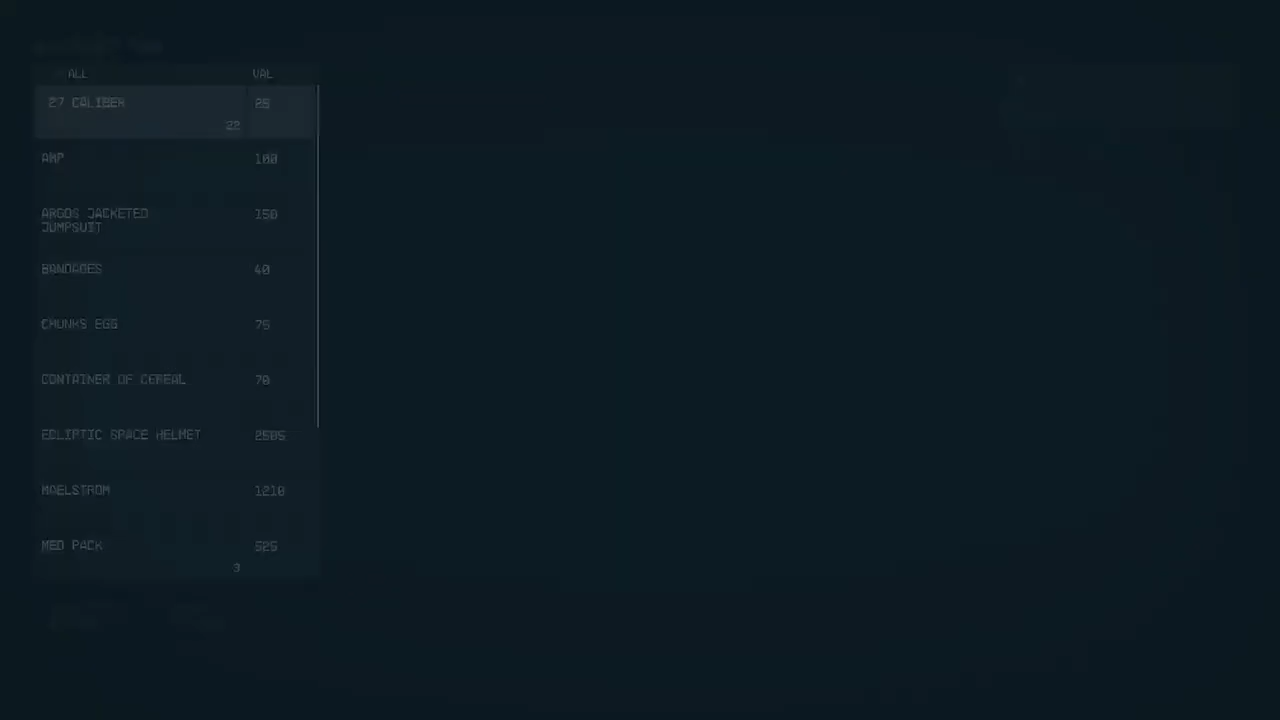 ALL VAL
27 CALIBER 25
22
AMP 100
ARGOS JACKETED 150
JUMPSUIT
BANDAGES 40
CHUNKS EGG 75
CONTAINER OF CEREAL 70
ECLIPTIC SPACE HELMET 2505
MAELSTROM 1210
MED PACK 525
3